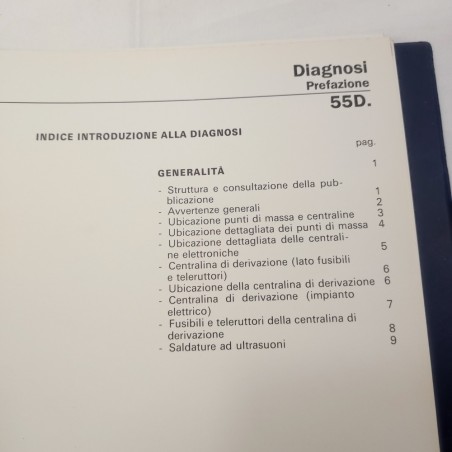 Diagnosi
Prefazione
55D.
INDICE INTRODUZIONE ALLA DIAGNOSI
pag.
GENERALITÀ 1
- Struttura e consultazione della pub-
blicazione 1
- Avvertenze generali 2
- Ubicazione punti di massa e centraline 3
- Ubicazione dettagliata dei punti di massa 4
- Ubicazione dettagliata delle centrali-
ne elettroniche 5
- Centralina di derivazione (lato fusibili
e teleruttori) 6
- Ubicazione della centralina di derivazione 6
- Centralina di derivazione (impianto
elettrico) 7
- Fusibili e teleruttori della centralina di
derivazione 8
- Saldature ad ultrasuoni 9